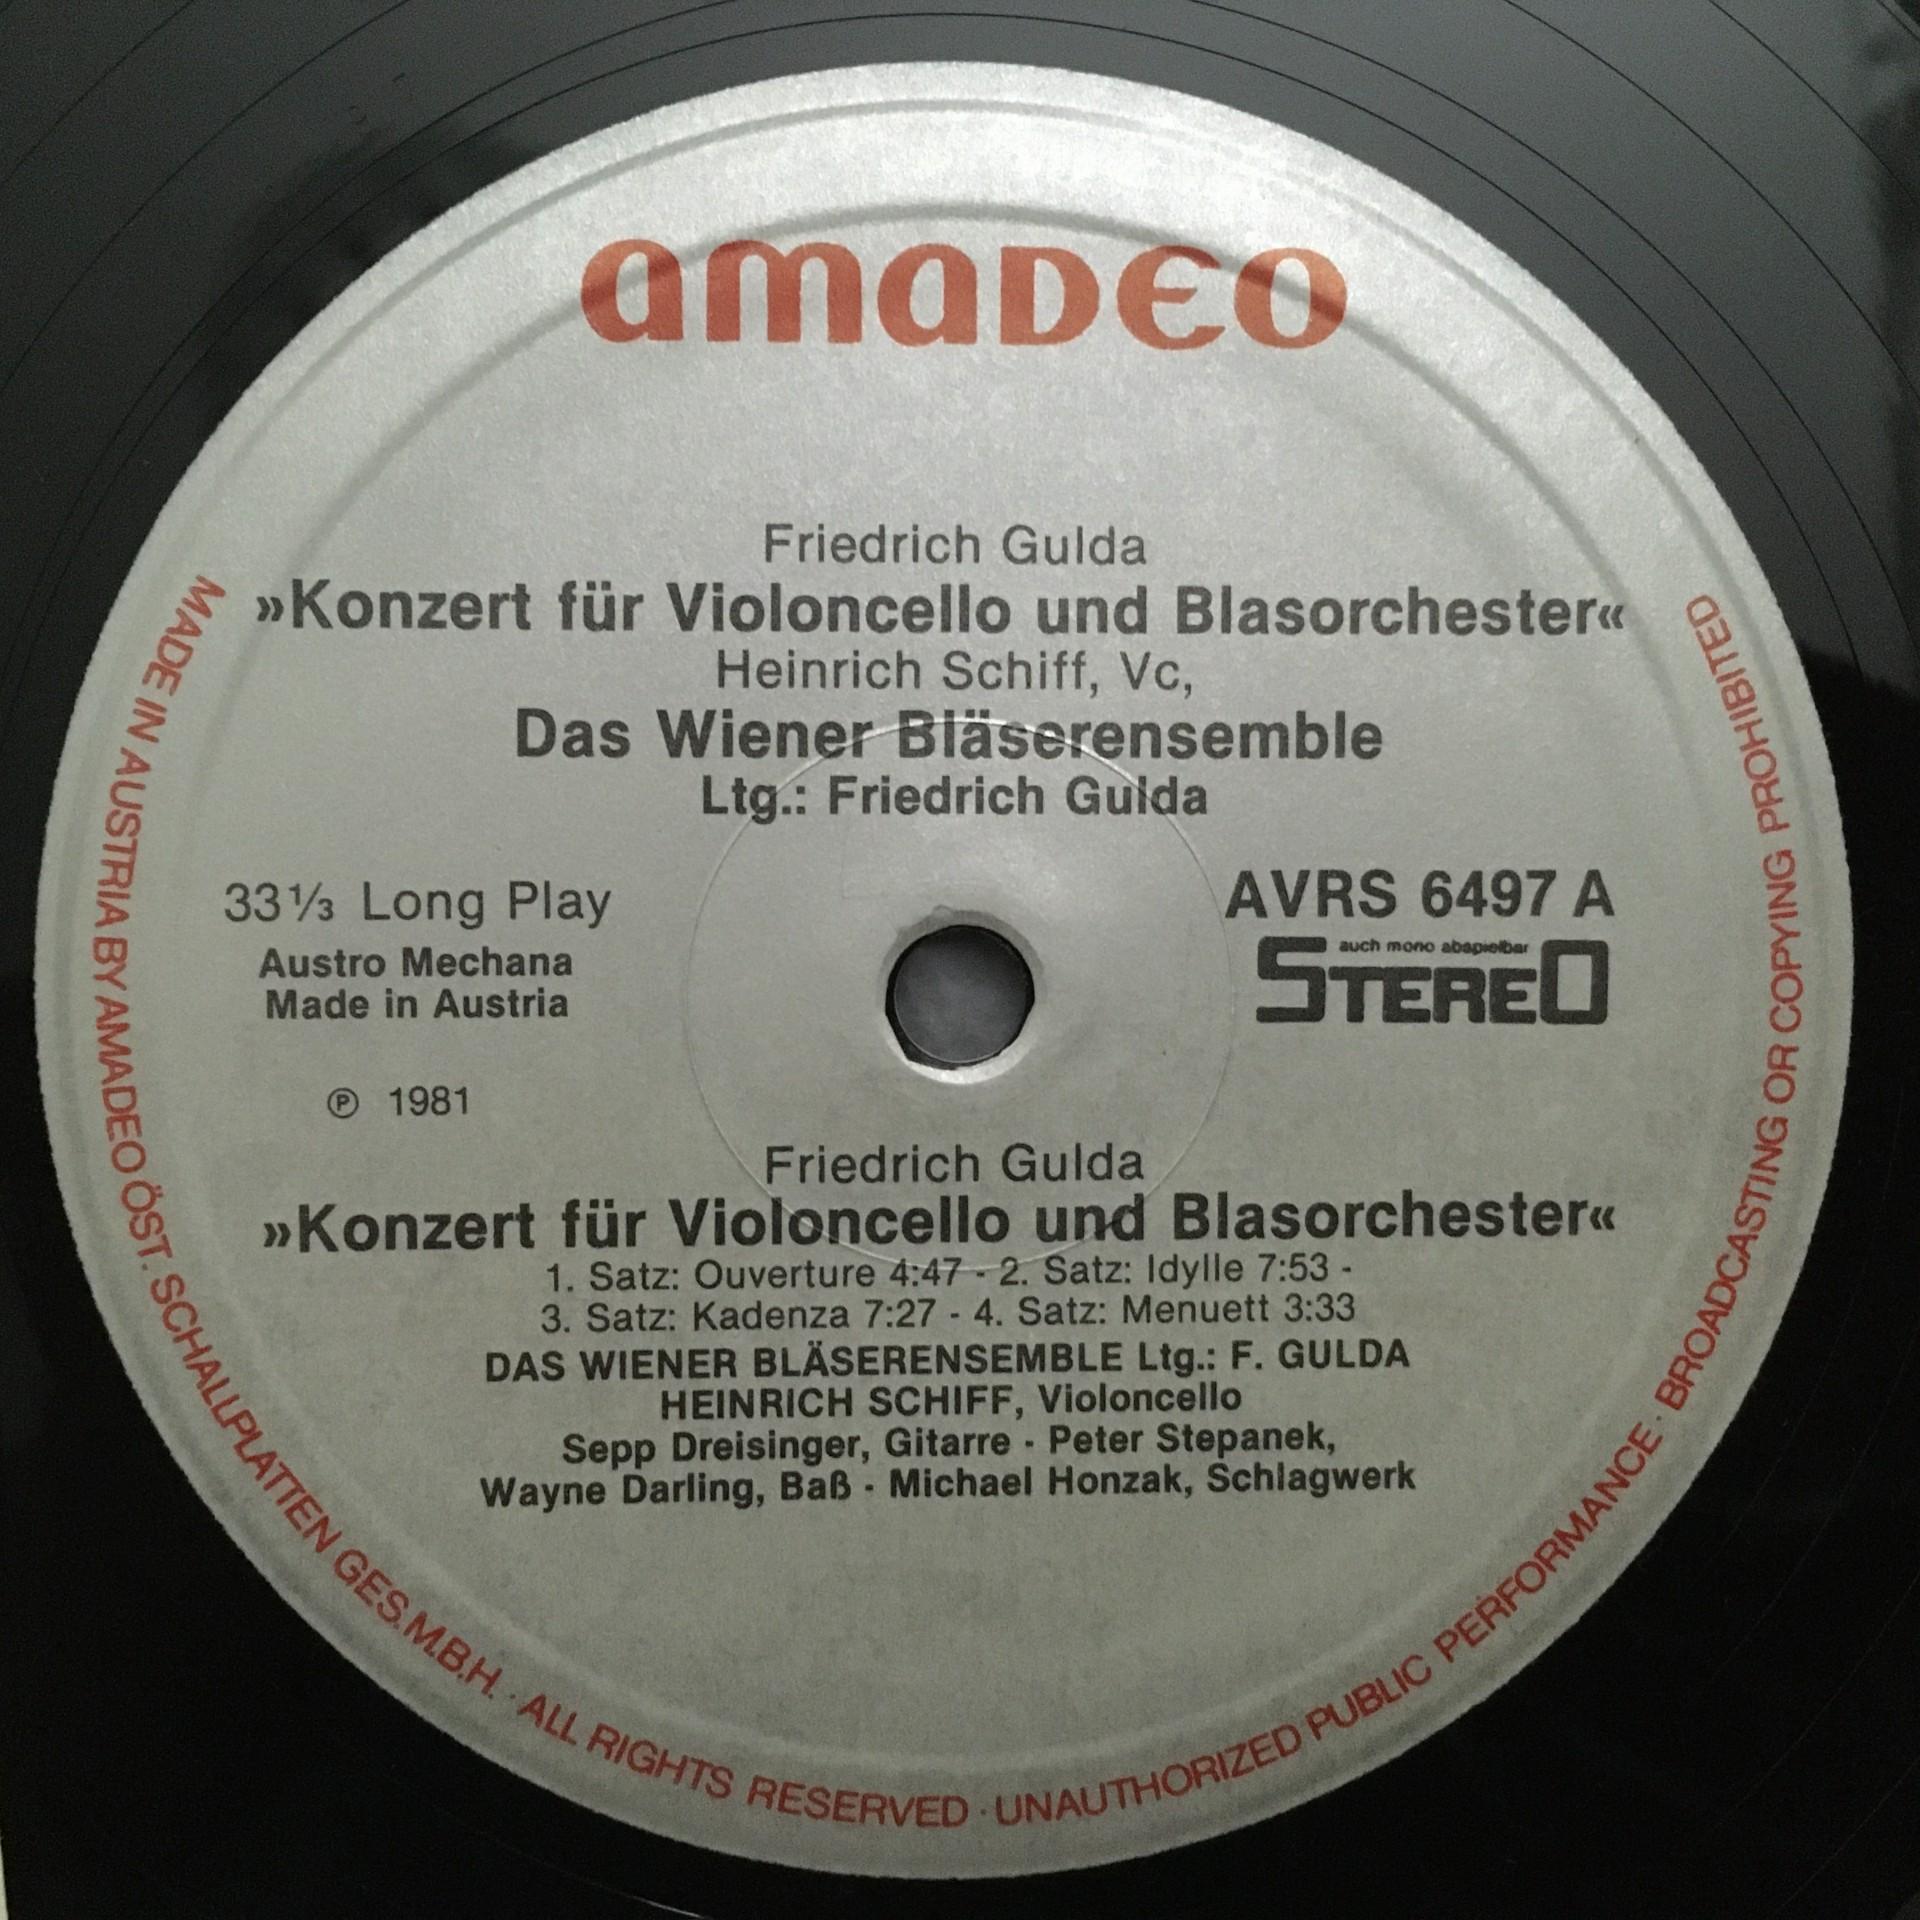 amadeo
Friedrich Gulda
»Konzert für Violoncello und Blasorchester«
Heinrich Schiff, Vc,
Das Wiener Bläserensemble
Ltg.: Friedrich Gulda
33⅓ Long Play
Austro Mechana
Made in Austria
℗ 1981
AVRS 6497 A
auch mono abspielbar
STEREO
Friedrich Gulda
»Konzert für Violoncello und Blasorchester«
1. Satz: Ouverture 4:47 - 2. Satz: Idylle 7:53 -
3. Satz: Kadenza 7:27 - 4. Satz: Menuett 3:33
DAS WIENER BLÄSERENSEMBLE Ltg.: F. GULDA
HEINRICH SCHIFF, Violoncello
Sepp Dreisinger, Gitarre · Peter Stepanek,
Wayne Darling, Baß · Michael Honzak, Schlagwerk
MADE IN AUSTRIA BY AMADEO ÖST. SCHALLPLATTEN GES.M.B.H. · ALL RIGHTS RESERVED · UNAUTHORIZED PUBLIC PERFORMANCE · BROADCASTING OR COPYING PROHIBITED